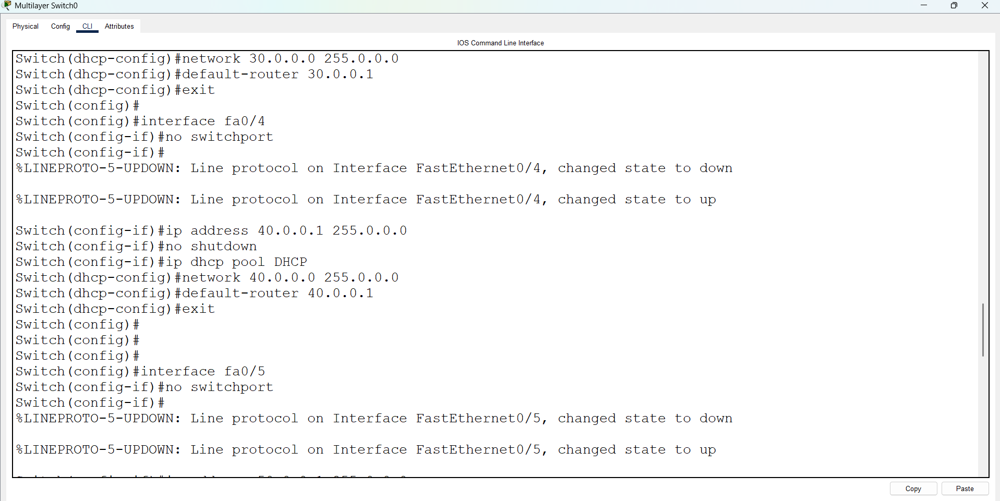 Multilayer Switch0
Physical Config CLI Attributes
IOS Command Line Interface
Switch(dhcp-config)#network 30.0.0.0 255.0.0.0
Switch(dhcp-config)#default-router 30.0.0.1
Switch(dhcp-config)#exit
Switch(config)#
Switch(config)#interface fa0/4
Switch(config-if)#no switchport
Switch(config-if)#
%LINEPROTO-5-UPDOWN: Line protocol on Interface FastEthernet0/4, changed state to down
%LINEPROTO-5-UPDOWN: Line protocol on Interface FastEthernet0/4, changed state to up
Switch(config-if)#ip address 40.0.0.1 255.0.0.0
Switch(config-if)#no shutdown
Switch(config-if)#ip dhcp pool DHCP
Switch(dhcp-config)#network 40.0.0.0 255.0.0.0
Switch(dhcp-config)#default-router 40.0.0.1
Switch(dhcp-config)#exit
Switch(config)#
Switch(config)#
Switch(config)#
Switch(config)#interface fa0/5
Switch(config-if)#no switchport
Switch(config-if)#
%LINEPROTO-5-UPDOWN: Line protocol on Interface FastEthernet0/5, changed state to down
%LINEPROTO-5-UPDOWN: Line protocol on Interface FastEthernet0/5, changed state to up
Copy Paste